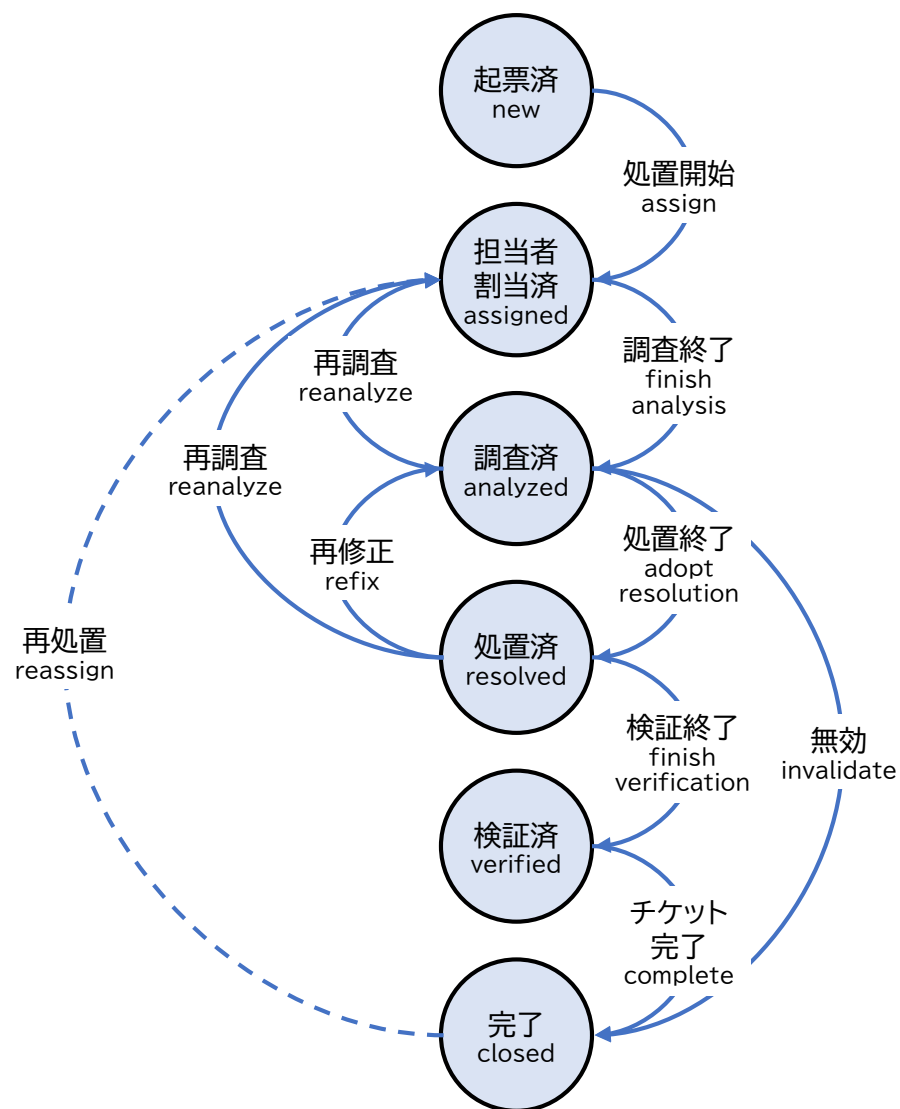 起票済
new
処置開始
assign
担当者
割当済
assigned
調査終了
finish
analysis
再調査
reanalyze
再調査
reanalyze
調査済
analyzed
処置終了
adopt
resolution
再修正
refix
再処置
reassign
処置済
resolved
検証終了
finish
verification
無効
invalidate
検証済
verified
チケット
完了
complete
完了
closed